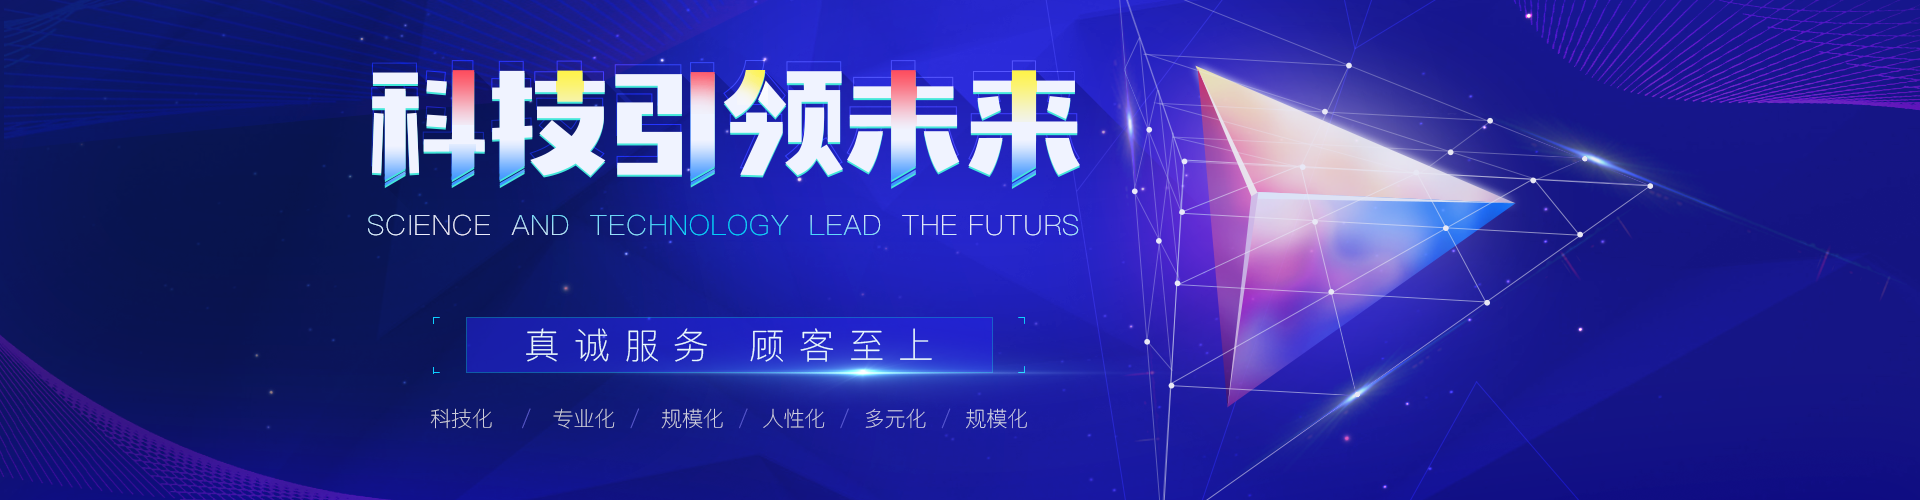 科技引领未来
SCIENCE AND TECHNOLOGY LEAD THE FUTURS
真诚服务 顾客至上
科技化 / 专业化 / 规模化 / 人性化 / 多元化 / 规模化